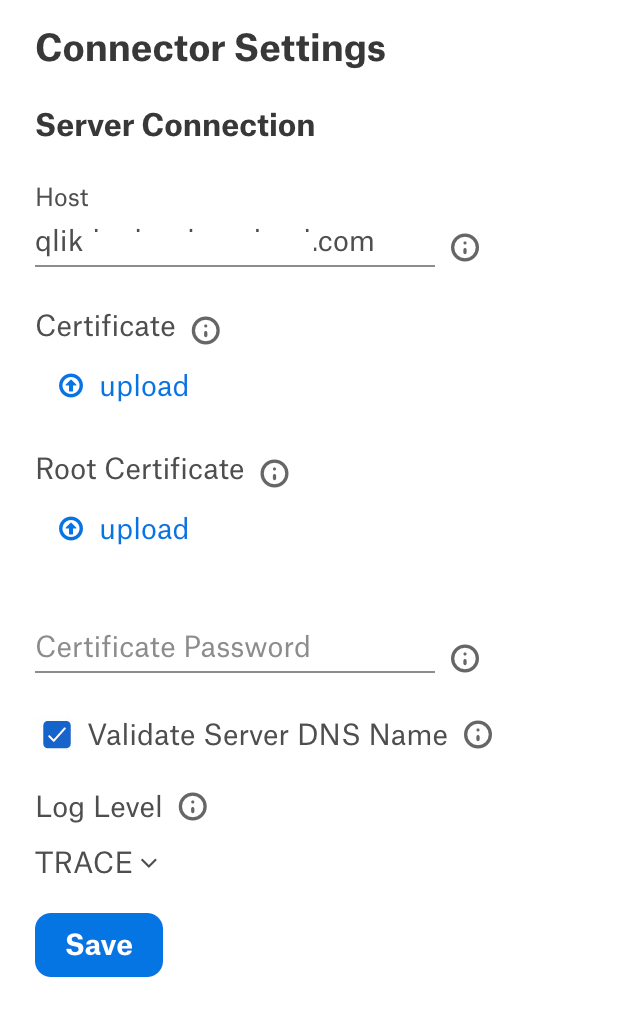 Connector Settings
Server Connection
Host
qlik .com
Certificate
upload
Root Certificate
upload
Certificate Password
Validate Server DNS Name
Log Level
TRACE
Save